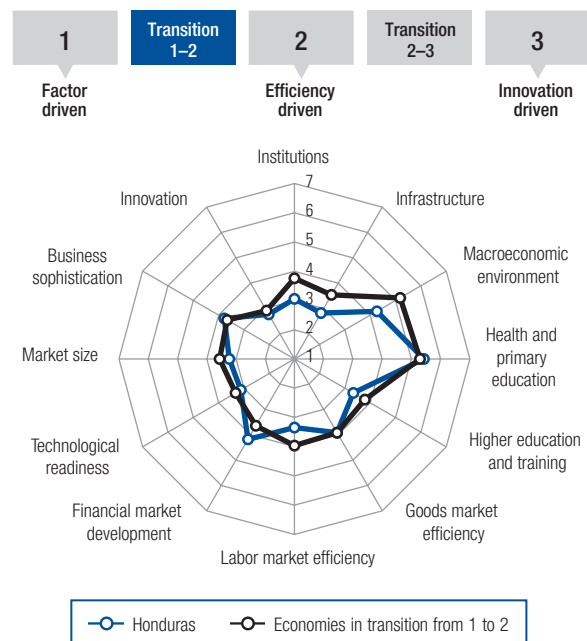 1
Transition
1–2
2
Transition
2–3
3
Factor
driven
Efficiency
driven
Innovation
driven
Institutions
Infrastructure
Macroeconomic
environment
Health and
primary
education
Higher education
and training
Goods market
efficiency
Labor market efficiency
Financial market
development
Technological
readiness
Market size
Business
sophistication
Innovation
7
6
5
4
3
2
1
Honduras
Economies in transition from 1 to 2